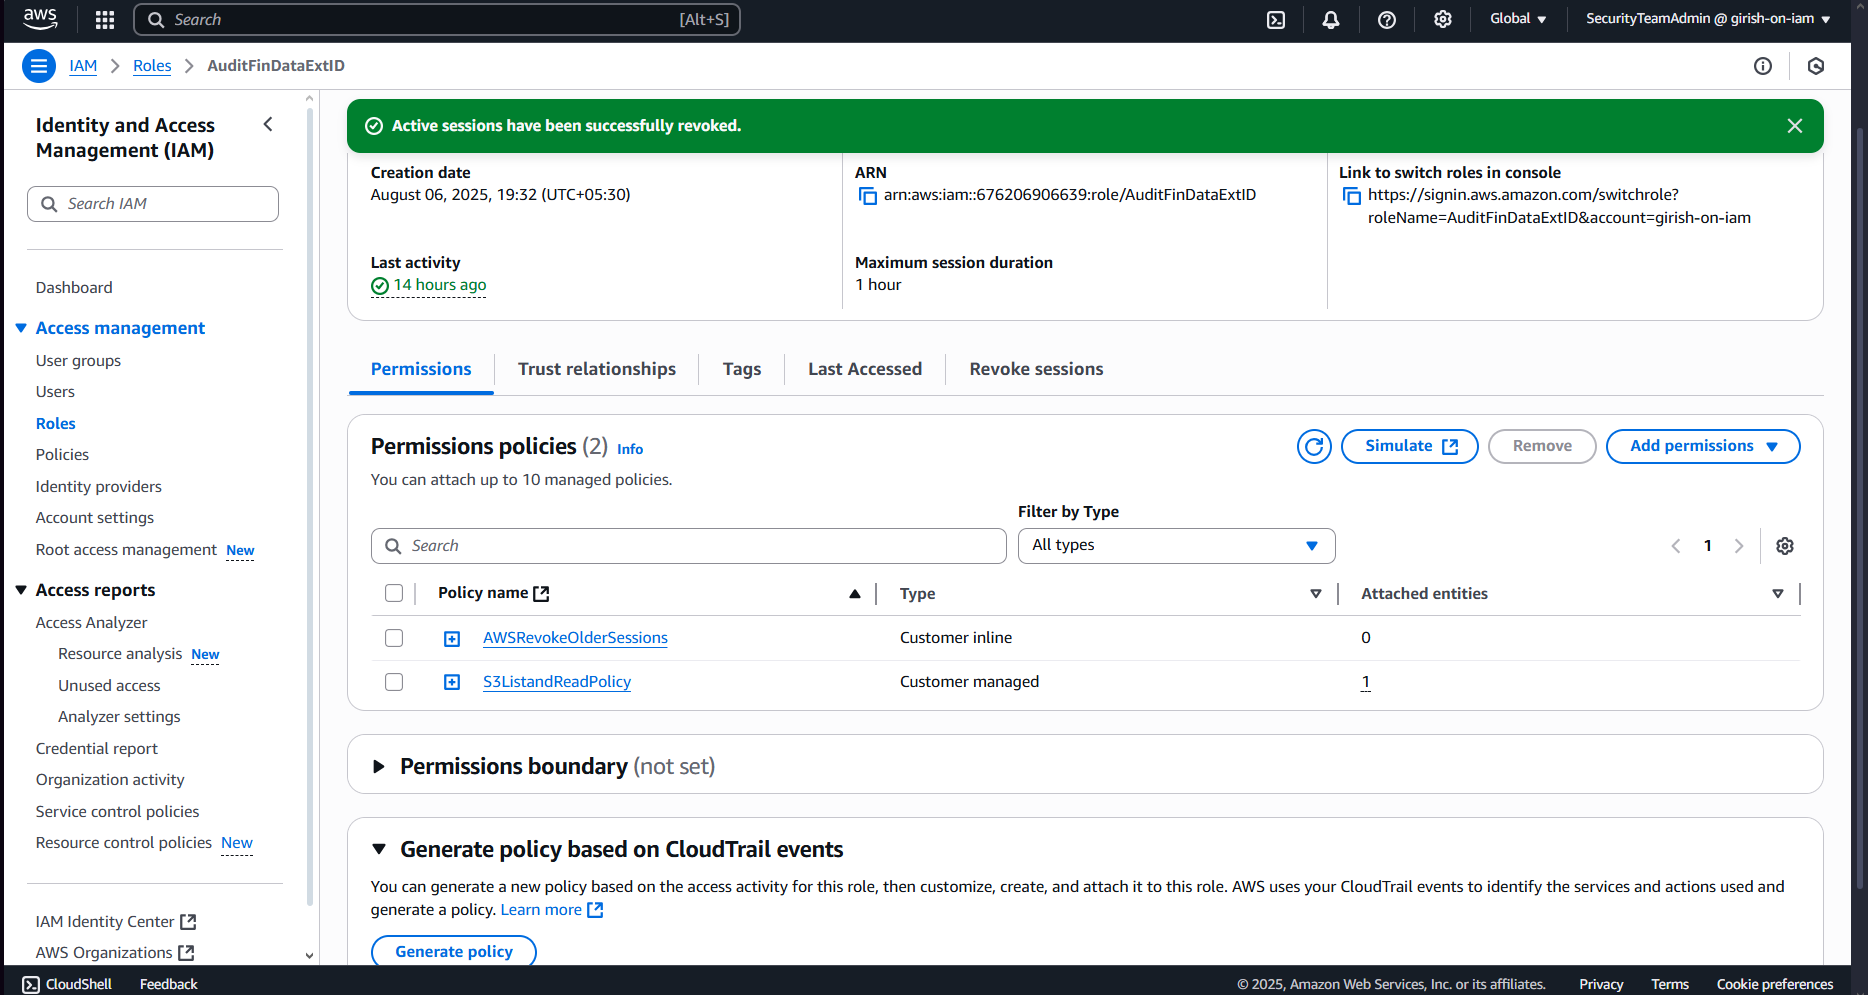 aws
Search [Alt+S]
Global
SecurityTeamAdmin @ girish-on-iam
IAM
Roles
AuditFinDataExtID
Identity and Access
Management (IAM)
Search IAM
Dashboard
Access management
User groups
Users
Roles
Policies
Identity providers
Account settings
Root access management New
Access reports
Access Analyzer
Resource analysis New
Unused access
Analyzer settings
Credential report
Organization activity
Service control policies
Resource control policies New
IAM Identity Center
AWS Organizations
Active sessions have been successfully revoked.
Creation date
August 06, 2025, 19:32 (UTC+05:30)
ARN
arn:aws:iam::676206906639:role/AuditFinDataExtID
Link to switch roles in console
https://signin.aws.amazon.com/switchrole?
roleName=AuditFinDataExtID&account=girish-on-iam
Last activity
14 hours ago
Maximum session duration
1 hour
Permissions
Trust relationships
Tags
Last Accessed
Revoke sessions
Permissions policies (2) Info
Simulate
Remove
Add permissions
You can attach up to 10 managed policies.
Filter by Type
Search
All types
1
Policy name
Type
Attached entities
AWSRevokeOlderSessions
Customer inline
0
S3ListandReadPolicy
Customer managed
1
Permissions boundary (not set)
Generate policy based on CloudTrail events
You can generate a new policy based on the access activity for this role, then customize, create, and attach it to this role. AWS uses your CloudTrail events to identify the services and actions used and
generate a policy. Learn more
Generate policy
CloudShell
Feedback
© 2025, Amazon Web Services, Inc. or its affiliates.
Privacy
Terms
Cookie preferences